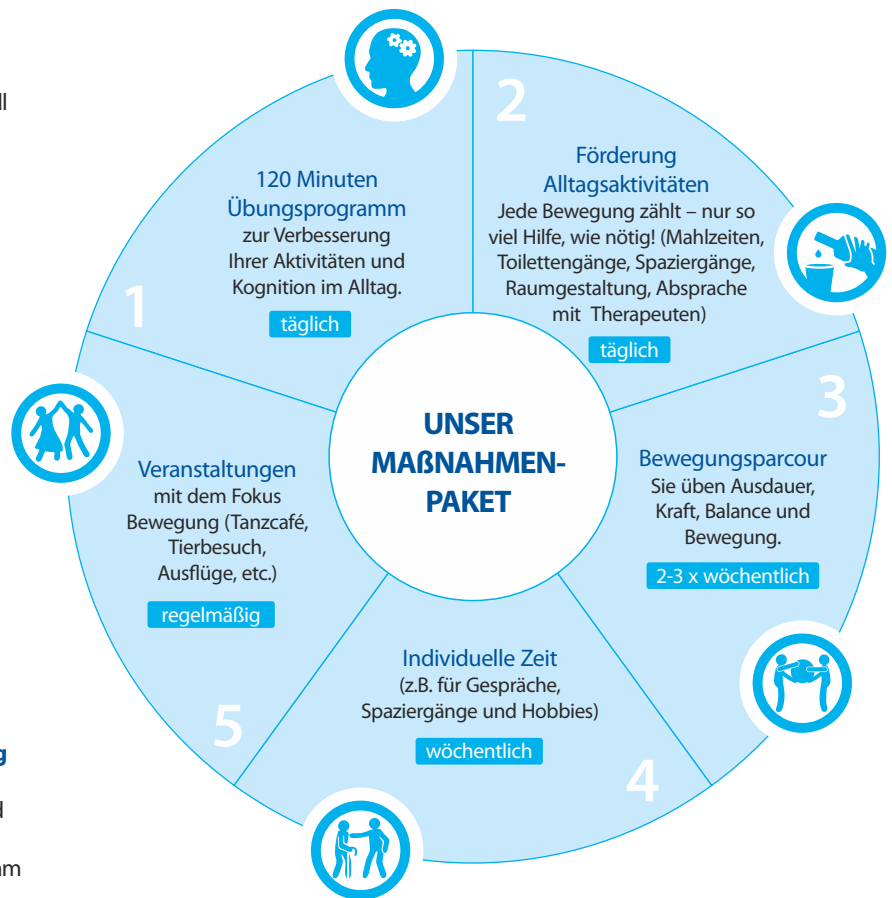 ll
g
d
am
UNSER
MAßNAHMEN-
PAKET
1
120 Minuten
Übungsprogramm
zur Verbesserung
Ihrer Aktivitäten und
Kognition im Alltag.
täglich
2
Förderung
Alltagsaktivitäten
Jede Bewegung zählt – nur so
viel Hilfe, wie nötig! (Mahlzeiten,
Toilettengänge, Spaziergänge,
Raumgestaltung, Absprache
mit Therapeuten)
täglich
3
Bewegungsparcour
Sie üben Ausdauer,
Kraft, Balance und
Bewegung.
2-3 x wöchentlich
4
Individuelle Zeit
(z.B. für Gespräche,
Spaziergänge und Hobbies)
wöchentlich
5
Veranstaltungen
mit dem Fokus
Bewegung (Tanzcafé,
Tierbesuch,
Ausflüge, etc.)
regelmäßig